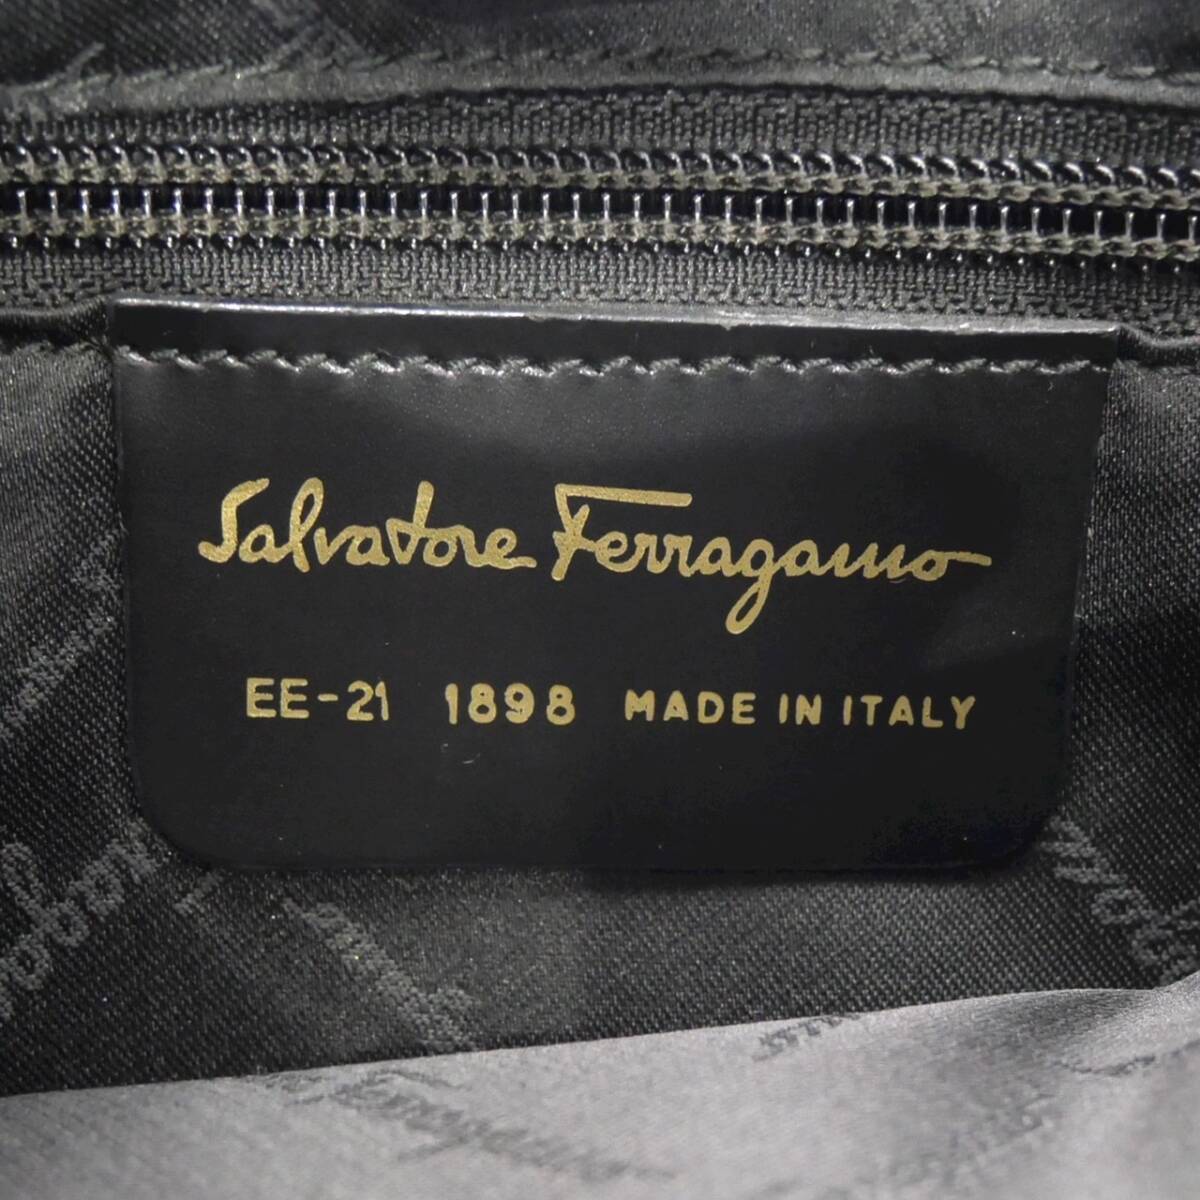 Salvatore Ferragamo
EE-21 1898 MADE IN ITALY